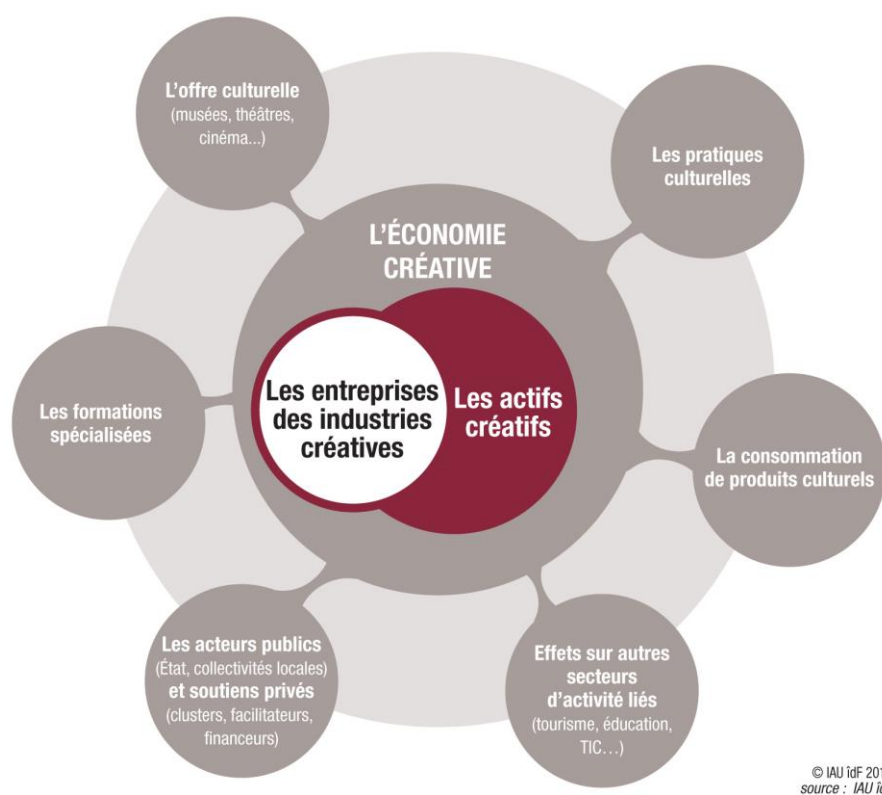 L'offre culturelle
(musées, théâtres,
cinéma...)
Les pratiques
culturelles
L'ÉCONOMIE
CRÉATIVE
Les entreprises
des industries
créatives
Les actifs
créatifs
Les formations
spécialisées
La consommation
de produits culturels
Les acteurs publics
(État, collectivités locales)
et soutiens privés
(clusters, facilitateurs,
financeurs)
Effets sur autres
secteurs
d'activité liés
(tourisme, éducation,
TIC…)
© IAU îdF
source : IAU